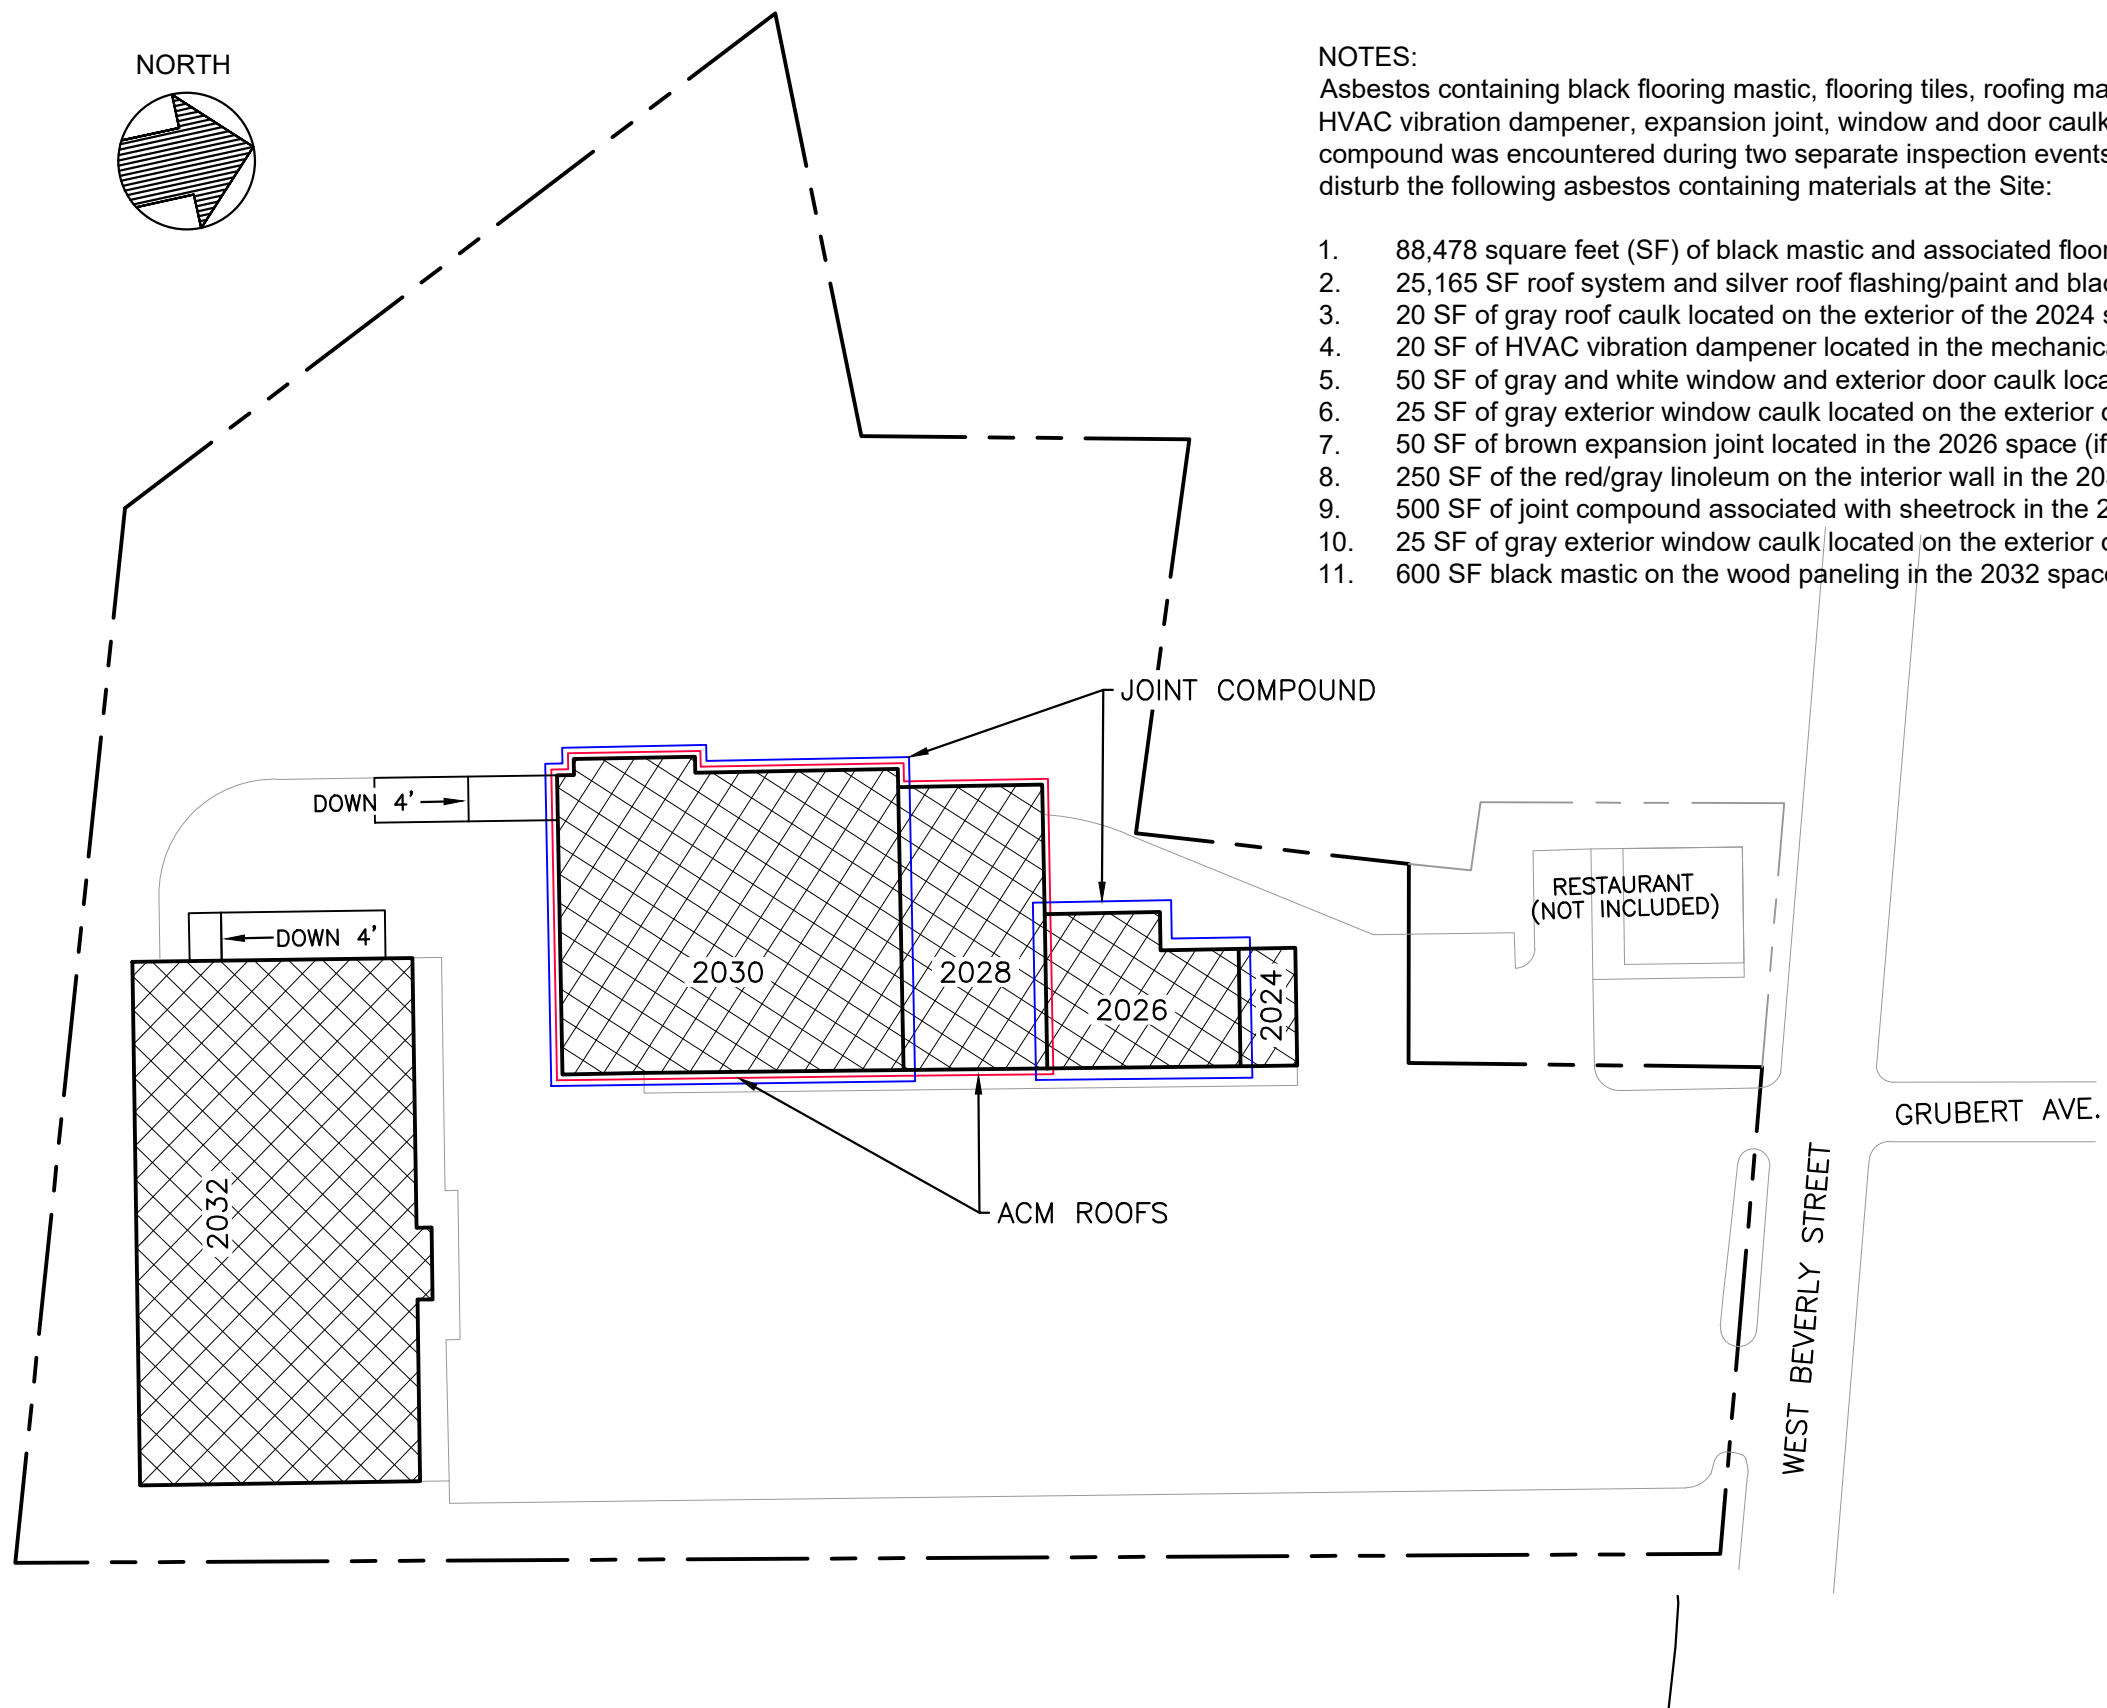 NORTH
NOTES:
Asbestos containing black flooring mastic, flooring tiles, roofing ma
HVAC vibration dampener, expansion joint, window and door caulk
compound was encountered during two separate inspection events
disturb the following asbestos containing materials at the Site:
1. 88,478 square feet (SF) of black mastic and associated floor
2. 25,165 SF roof system and silver roof flashing/paint and blac
3. 20 SF of gray roof caulk located on the exterior of the 2024 s
4. 20 SF of HVAC vibration dampener located in the mechanica
5. 50 SF of gray and white window and exterior door caulk loca
6. 25 SF of gray exterior window caulk located on the exterior o
7. 50 SF of brown expansion joint located in the 2026 space (if
8. 250 SF of the red/gray linoleum on the interior wall in the 203
9. 500 SF of joint compound associated with sheetrock in the 2
10. 25 SF of gray exterior window caulk located on the exterior o
11. 600 SF black mastic on the wood paneling in the 2032 space
JOINT COMPOUND
DOWN 4'
RESTAURANT
(NOT INCLUDED)
DOWN 4'
2030
2028
2026
2024
2032
ACM ROOFS
GRUBERT AVE.
WEST BEVERLY STREET